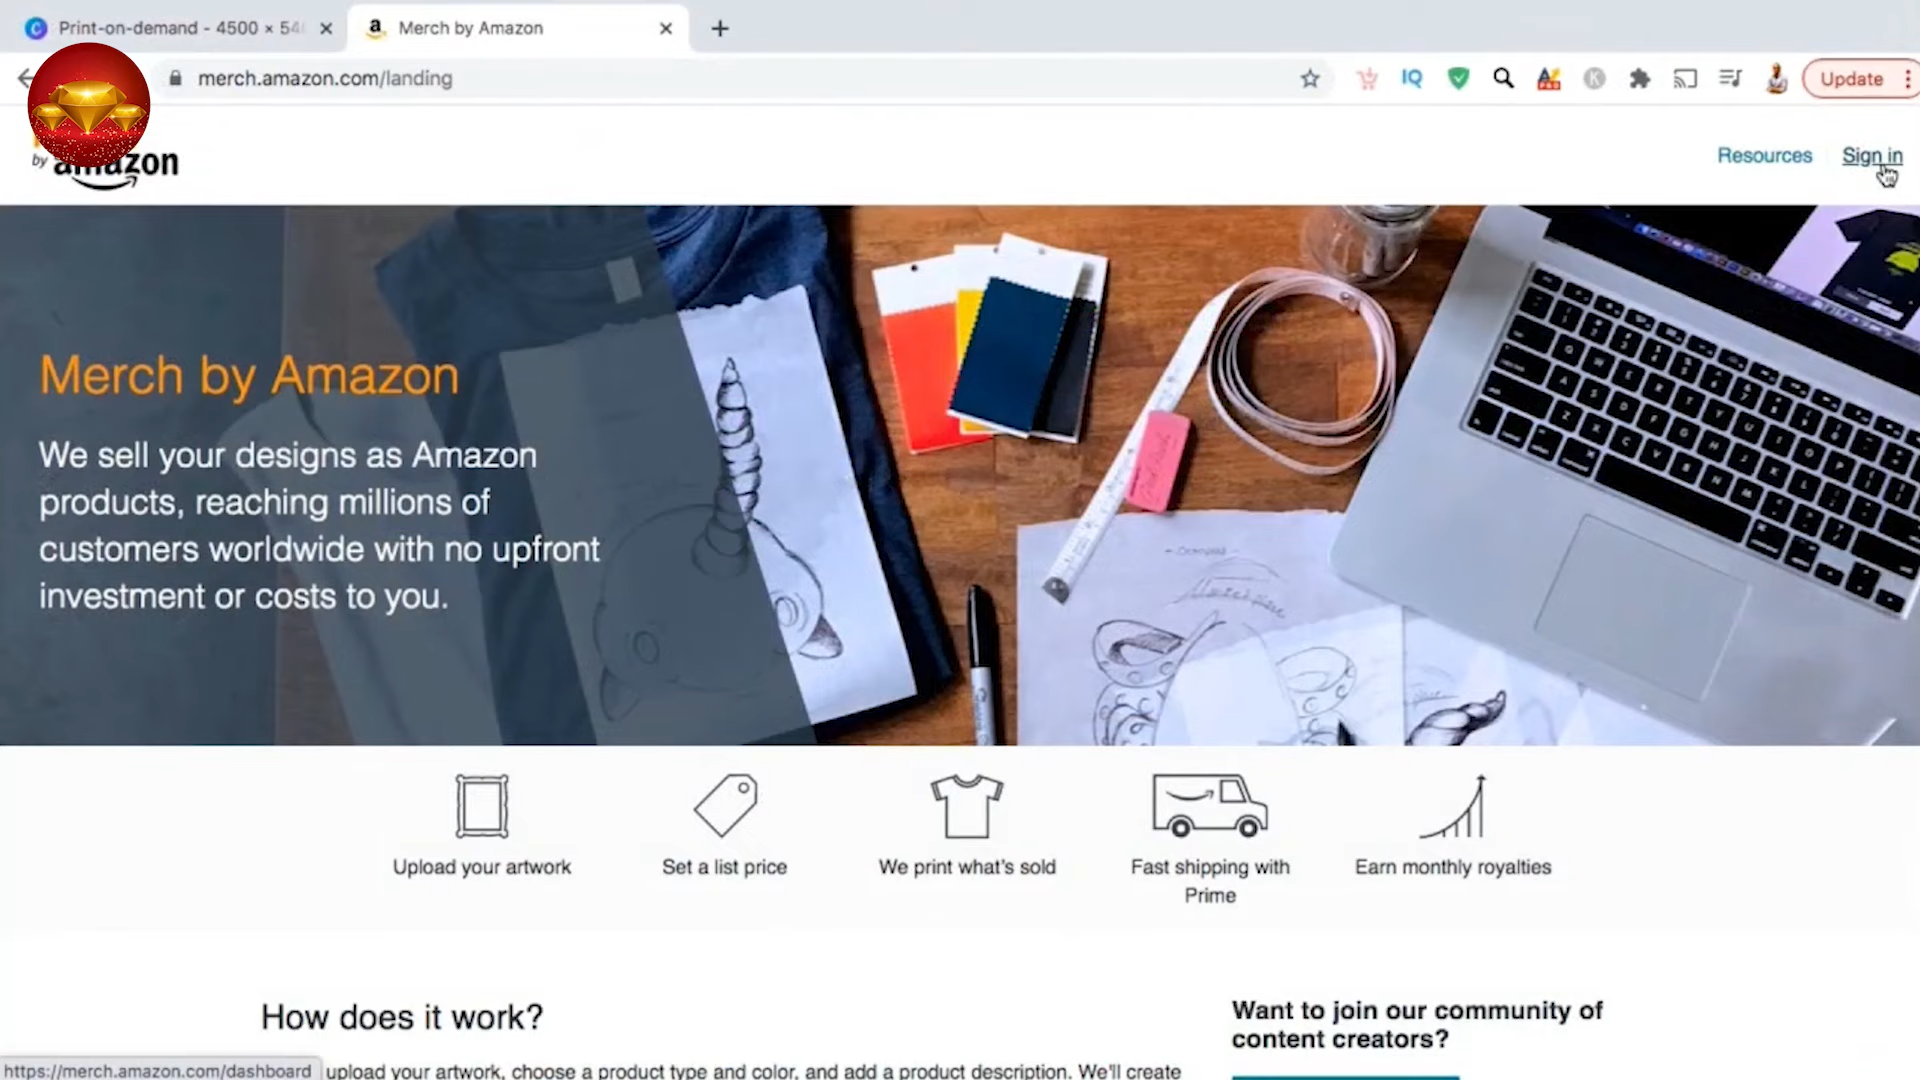 Print-on-demand - 4500 × 54
Merch by Amazon
merch.amazon.com/landing
IQ
K
Update
by amazon
Resources
Sign in
Merch by Amazon
We sell your designs as Amazon
products, reaching millions of
customers worldwide with no upfront
investment or costs to you.
Upload your artwork
Set a list price
We print what's sold
Fast shipping with
Prime
Earn monthly royalties
How does it work?
Want to join our community of
content creators?
https://merch.amazon.com/dashboard
upload your artwork, choose a product type and color, and add a product description. We'll create